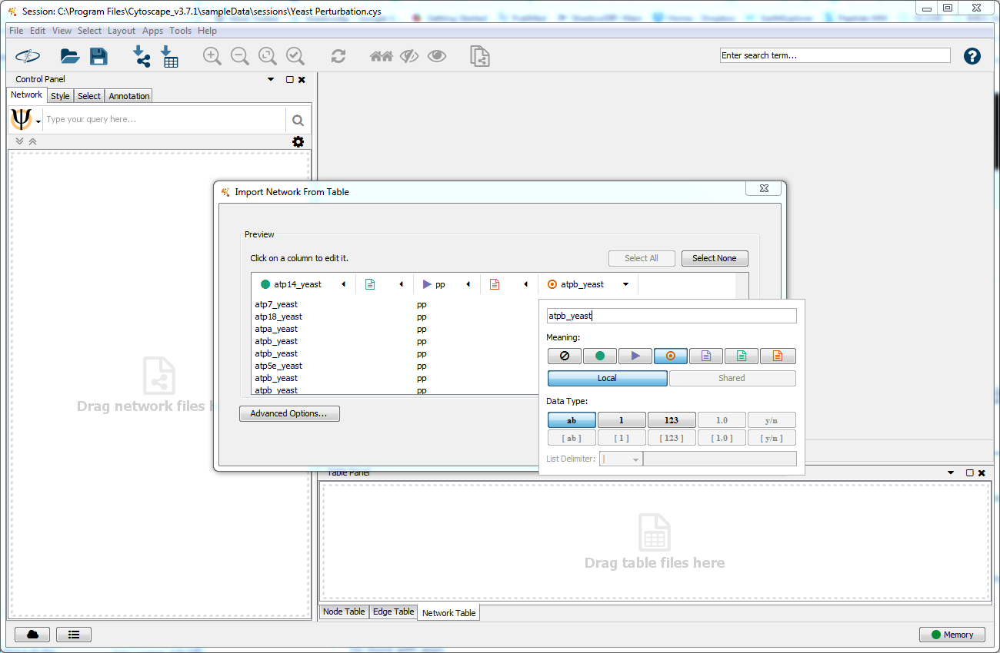 Session: C:\Program Files\Cytoscape_v3.7.1\sampleData\sessions\Yeast Perturbation.cys
File Edit View Select Layout Apps Tools Help
Enter search term...
?
Control Panel
Network Style Select Annotation
Type your query here...
Drag network files h
Import Network From Table
Preview
Click on a column to edit it.
Select All Select None
atp14_yeast pp atpb_yeast
atp7_yeast pp
atp18_yeast pp
atpa_yeast pp
atpb_yeast pp
atpb_yeast pp
atp5e_yeast pp
atpb_yeast pp
atpb_yeast pp
Advanced Options...
atpb_yeast
Meaning:
Local Shared
Data Type:
ab 1 123 1.0 y/n
[ ab ] [ 1 ] [ 123 ] [ 1.0 ] [ y/n ]
List Delimiter: |
Table Panel
Drag table files here
Node Table Edge Table Network Table
Memory